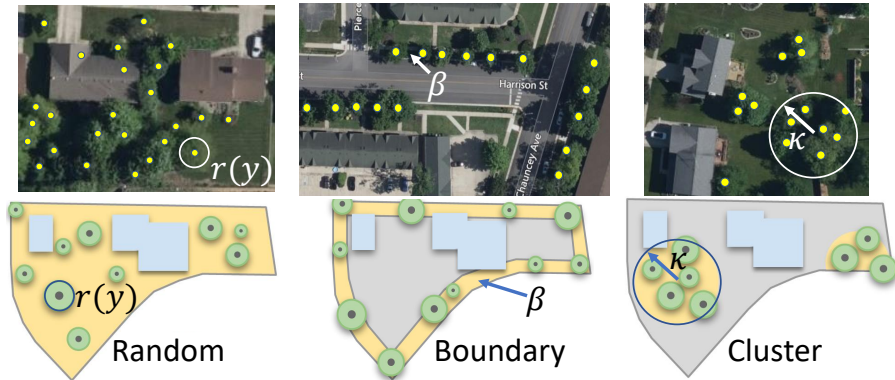 Pierce
β
Harrison St
st
Chauncey Ave
r(y)
κ
r(y)
β
κ
Random
Boundary
Cluster